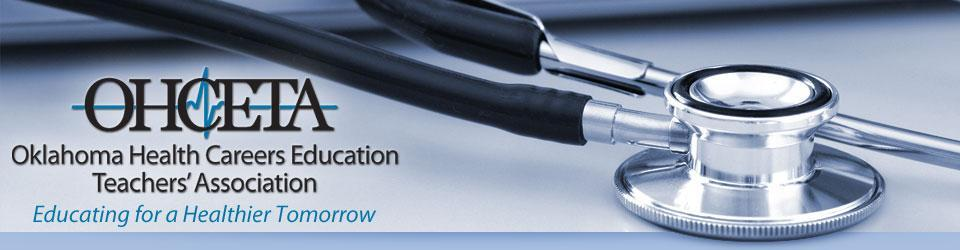 OHCETA
Oklahoma Health Careers Education
Teachers' Association
Educating for a Healthier Tomorrow